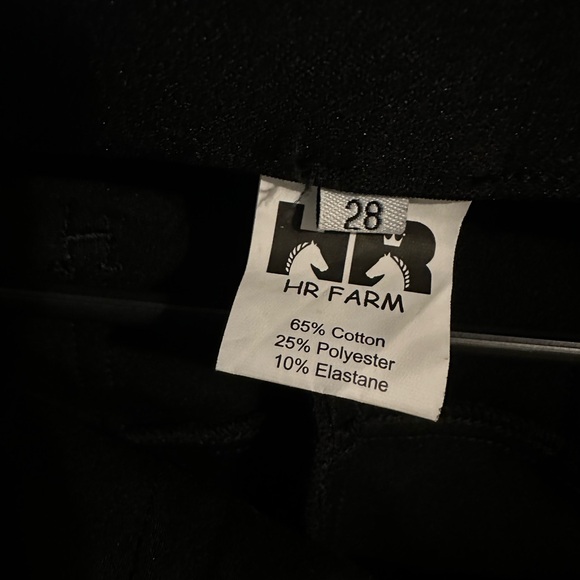 28
HR
HR FARM
65% Cotton
25% Polyester
10% Elastane